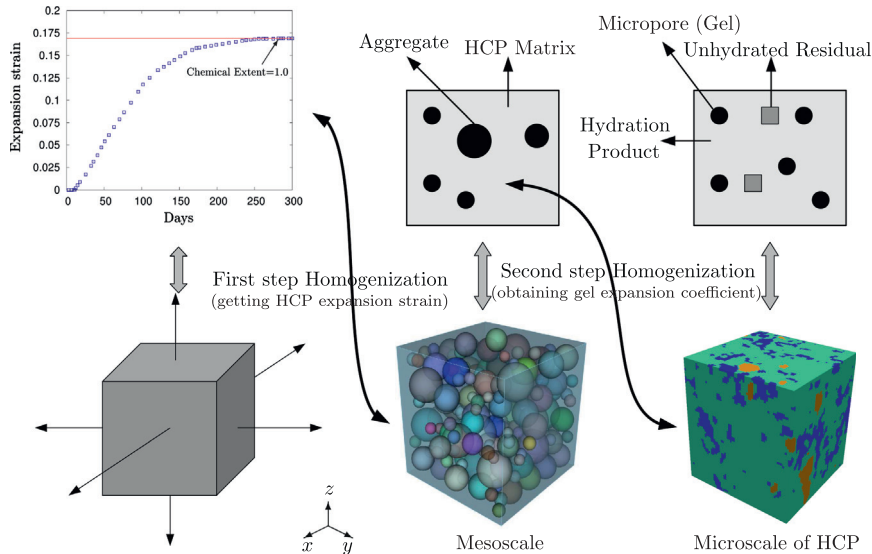 0.2
0.175
0.15
0.125
0.1
0.075
0.05
0.025
0
Expansion strain
Chemical Extent=1.0
0 50 100 150 200 250 300
Days
Aggregate
HCP Matrix
Micropore (Gel)
Unhydrated Residual
Hydration
Product
First step Homogenization
(getting HCP expansion strain)
Second step Homogenization
(obtaining gel expansion coefficient)
z
x
y
Mesoscale
Microscale of HCP